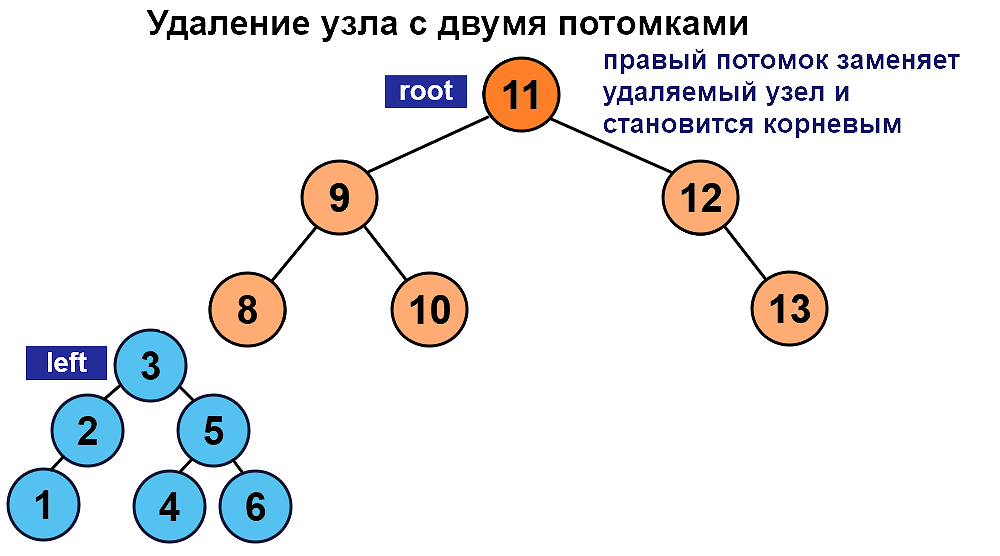 Удаление узла с двумя потомками
правый потомок заменяет
удаляемый узел и
становится корневым
root
11
9
12
8
10
13
left
3
2
5
1
4
6